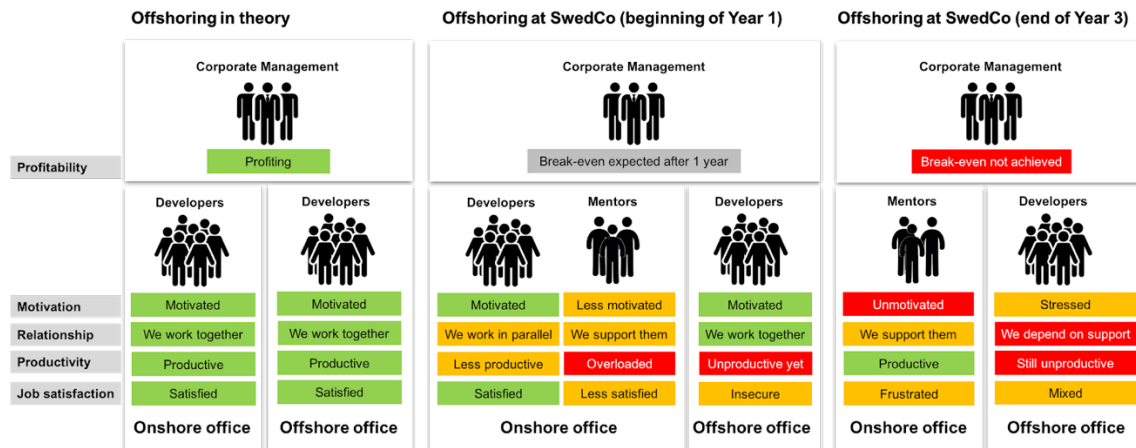 Offshoring in theory
Offshoring at SwedCo (beginning of Year 1)
Offshoring at SwedCo (end of Year 3)
Corporate Management
Corporate Management
Corporate Management
Profitability
Profiting
Break-even expected after 1 year
Break-even not achieved
Developers
Developers
Developers
Mentors
Developers
Mentors
Developers
Motivation
Motivated
Motivated
Motivated
Less motivated
Motivated
Unmotivated
Stressed
Relationship
We work together
We work together
We work in parallel
We support them
We work together
We support them
We depend on support
Productivity
Productive
Productive
Less productive
Overloaded
Unproductive yet
Productive
Still unproductive
Job satisfaction
Satisfied
Satisfied
Satisfied
Less satisfied
Insecure
Frustrated
Mixed
Onshore office
Offshore office
Onshore office
Offshore office
Onshore office
Offshore office